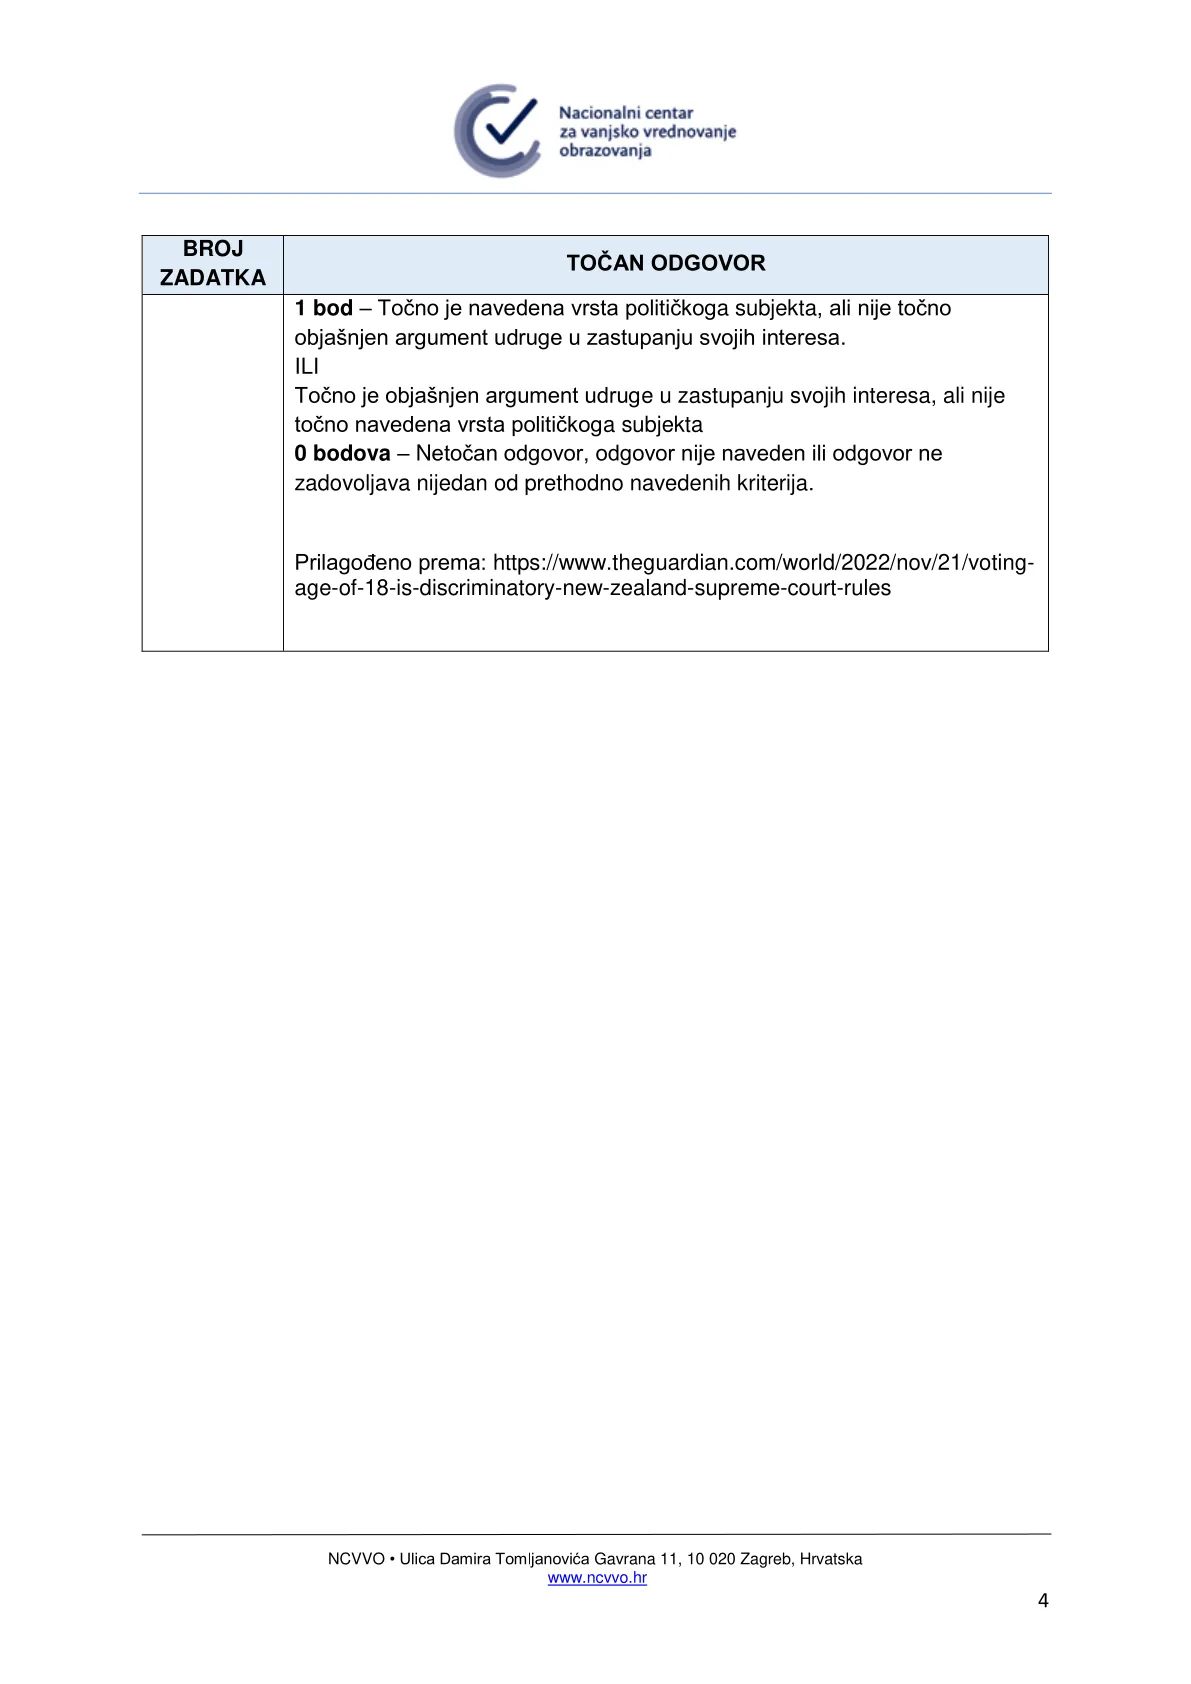 Nacionalni centar
za vanjsko vrednovanje
obrazovanja
BROJ
ZADATKA
TOČAN ODGOVOR
1 bod – Točno je navedena vrsta političkoga subjekta, ali nije točno
objašnjen argument udruge u zastupanju svojih interesa.
ILI
Točno je objašnjen argument udruge u zastupanju svojih interesa, ali nije
točno navedena vrsta političkoga subjekta
0 bodova – Netočan odgovor, odgovor nije naveden ili odgovor ne
zadovoljava nijedan od prethodno navedenih kriterija.
Prilagođeno prema: https://www.theguardian.com/world/2022/nov/21/voting-
age-of-18-is-discriminatory-new-zealand-supreme-court-rules
NCVVO • Ulica Damira Tomljanovića Gavrana 11, 10 020 Zagreb, Hrvatska
www.ncvvo.hr
4